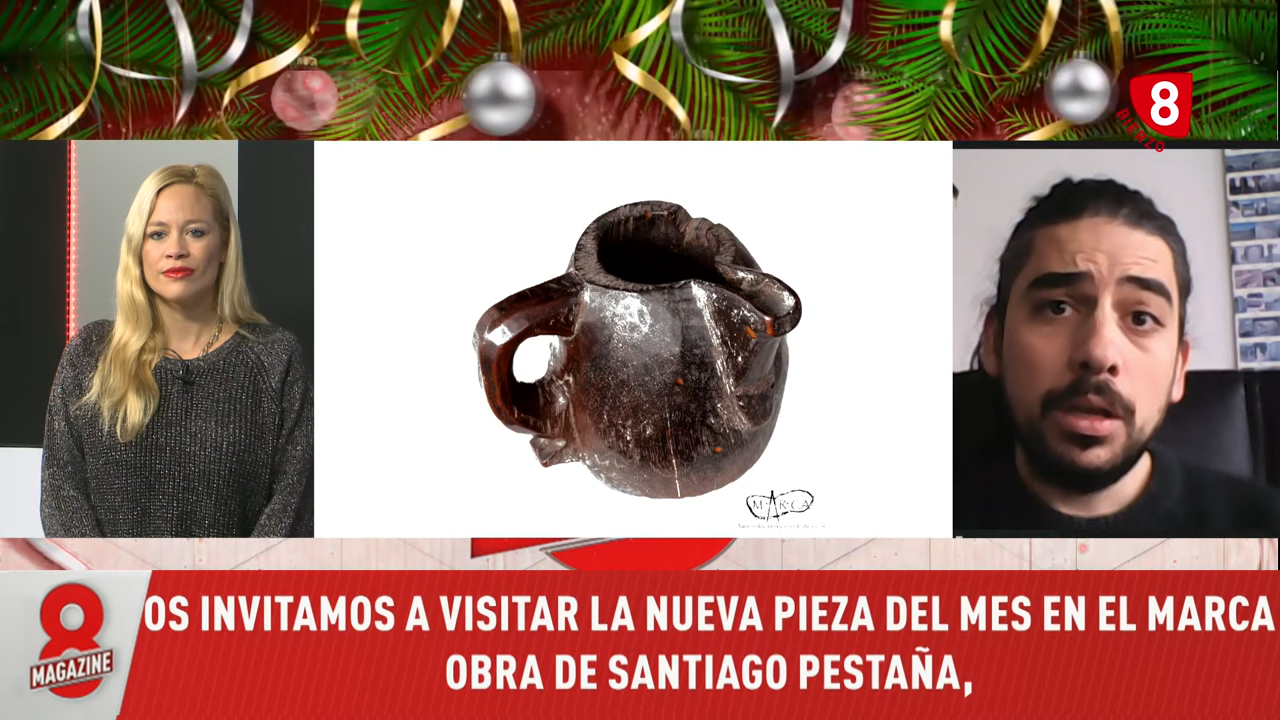 8
BIERZO
MARCA
8
MAGAZINE
OS INVITAMOS A VISITAR LA NUEVA PIEZA DEL MES EN EL MARCA
OBRA DE SANTIAGO PESTAÑA,